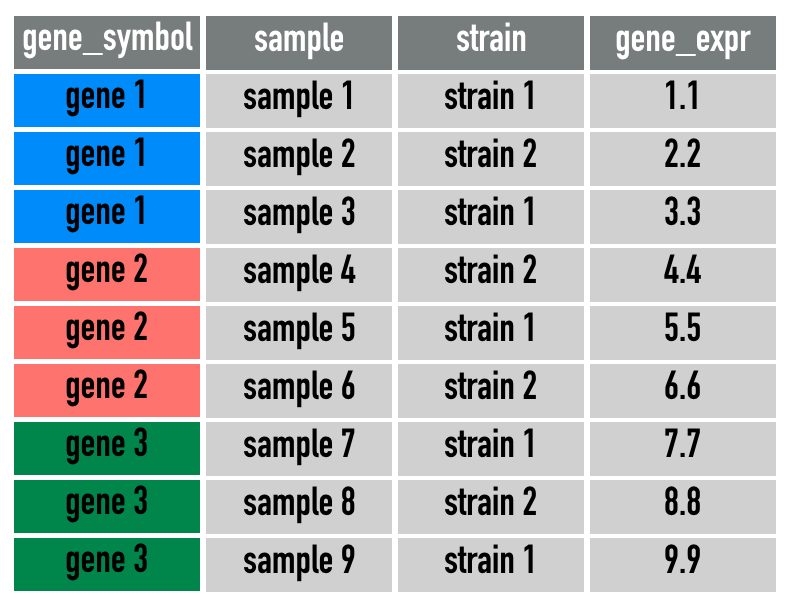 gene_symbol sample strain gene_expr
gene 1 sample 1 strain 1 1.1
gene 1 sample 2 strain 2 2.2
gene 1 sample 3 strain 1 3.3
gene 2 sample 4 strain 2 4.4
gene 2 sample 5 strain 1 5.5
gene 2 sample 6 strain 2 6.6
gene 3 sample 7 strain 1 7.7
gene 3 sample 8 strain 2 8.8
gene 3 sample 9 strain 1 9.9